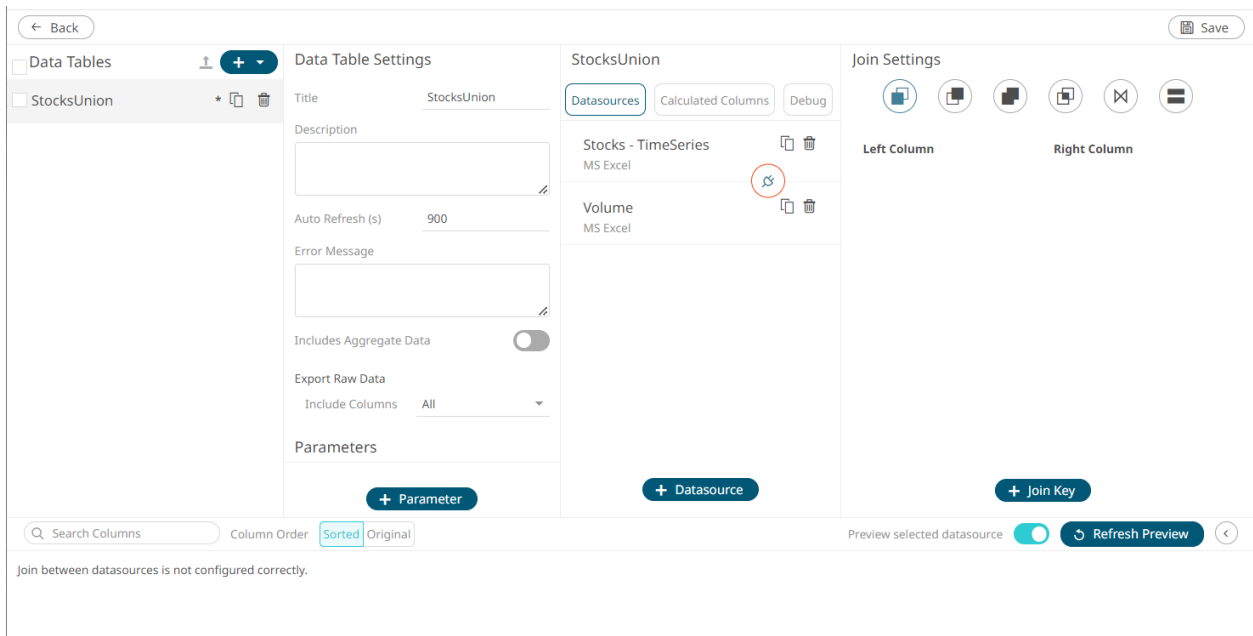 Back
Save
Data Tables
StocksUnion *
Data Table Settings
Title StocksUnion
Description
Auto Refresh (s) 900
Error Message
Includes Aggregate Data
Export Raw Data
Include Columns All
Parameters
+ Parameter
StocksUnion
Datasources Calculated Columns Debug
Stocks - TimeSeries
MS Excel
Volume
MS Excel
+ Datasource
Join Settings
Left Column Right Column
+ Join Key
Search Columns Column Order Sorted Original Preview selected datasource Refresh Preview
Join between datasources is not configured correctly.